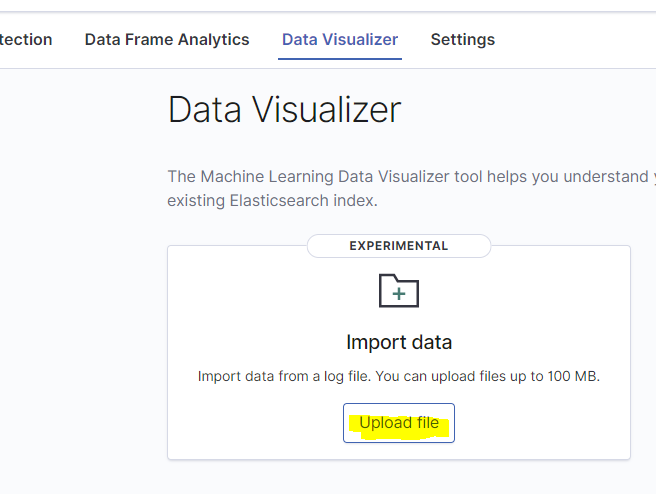 Data Frame Analytics Data Visualizer Settings
Data Visualizer
The Machine Learning Data Visualizer tool helps you understand
existing Elasticsearch index.
EXPERIMENTAL
Import data
Import data from a log file. You can upload files up to 100 MB.
Upload file